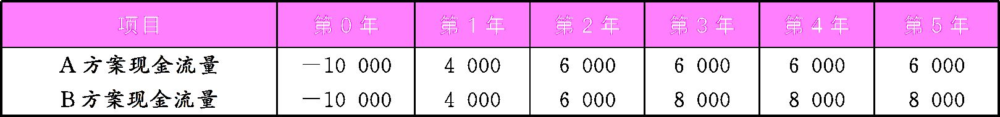 项目 第0年 第1年 第2年 第3年 第4年 第5年
A方案现金流量 －10 000 4 000 6 000 6 000 6 000 6 000
B方案现金流量 －10 000 4 000 6 000 8 000 8 000 8 000